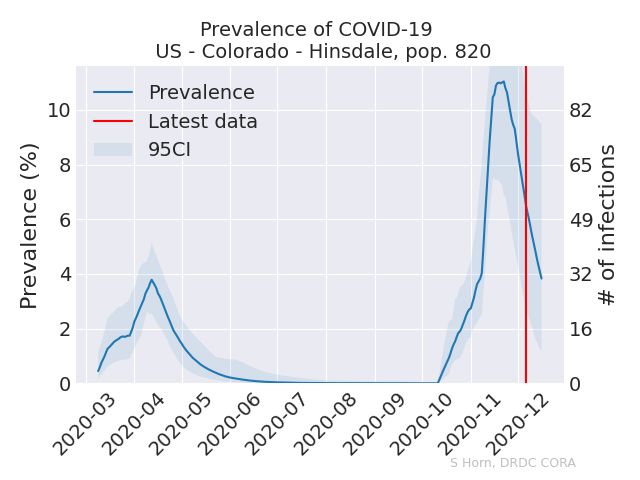 Prevalence of COVID-19
US - Colorado - Hinsdale, pop. 820
Prevalence
Latest data
95CI
Prevalence (%)
10
8
6
4
2
0
82
65
49
32
16
0
# of infections
2020-03
2020-04
2020-05
2020-06
2020-07
2020-08
2020-09
2020-10
2020-11
2020-12
S Horn, DRDC CORA